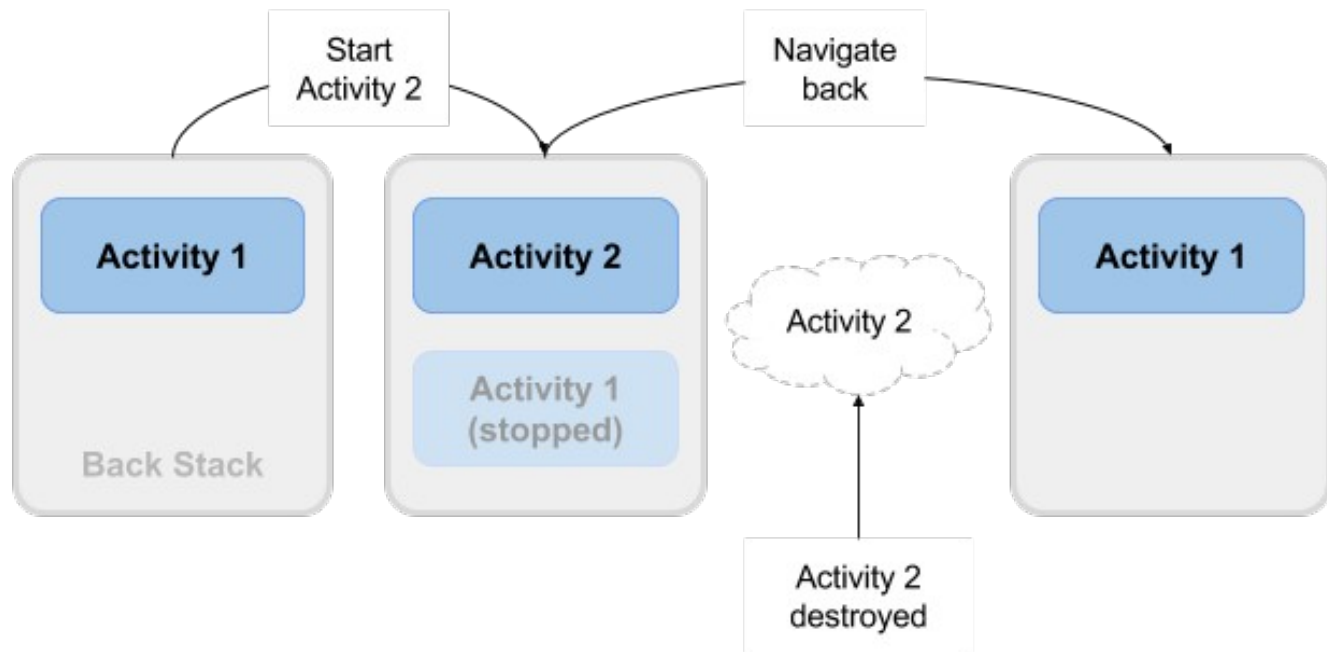 Start
Activity 2
Navigate
back
Activity 1
Back Stack
Activity 2
Activity 1
(stopped)
Activity 2
Activity 2
destroyed
Activity 1